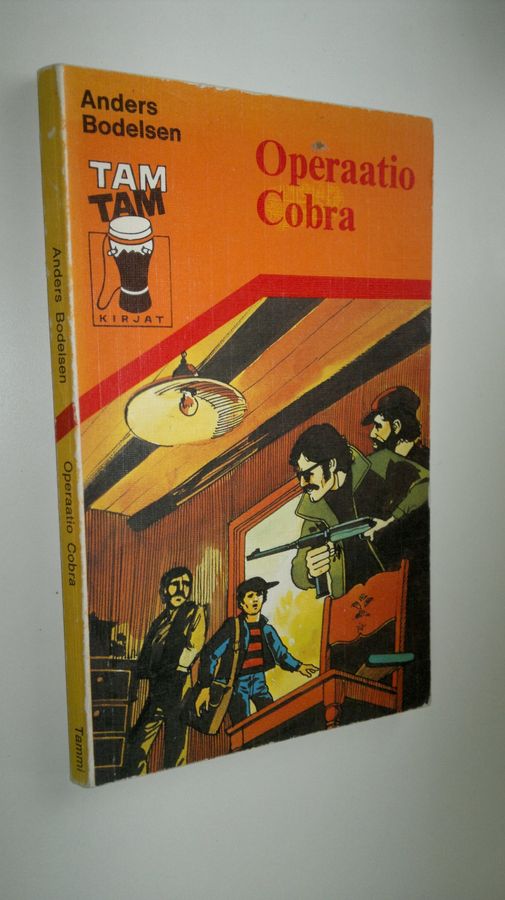 Anders
Bodelsen
TAM
TAM
KIRJAT
Operaatio
Cobra
Anders Bodelsen
Operaatio Cobra
Tammi